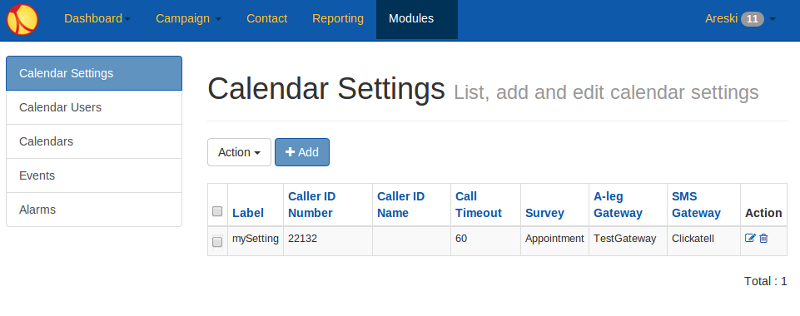 Dashboard Campaign Contact Reporting Modules Areski 11
Calendar Settings
Calendar Users
Calendars
Events
Alarms
Calendar Settings List, add and edit calendar settings
Action + Add
Label Caller ID Number Caller ID Name Call Timeout Survey A-leg Gateway SMS Gateway Action
mySetting 22132 60 Appointment TestGateway Clickatell
Total : 1